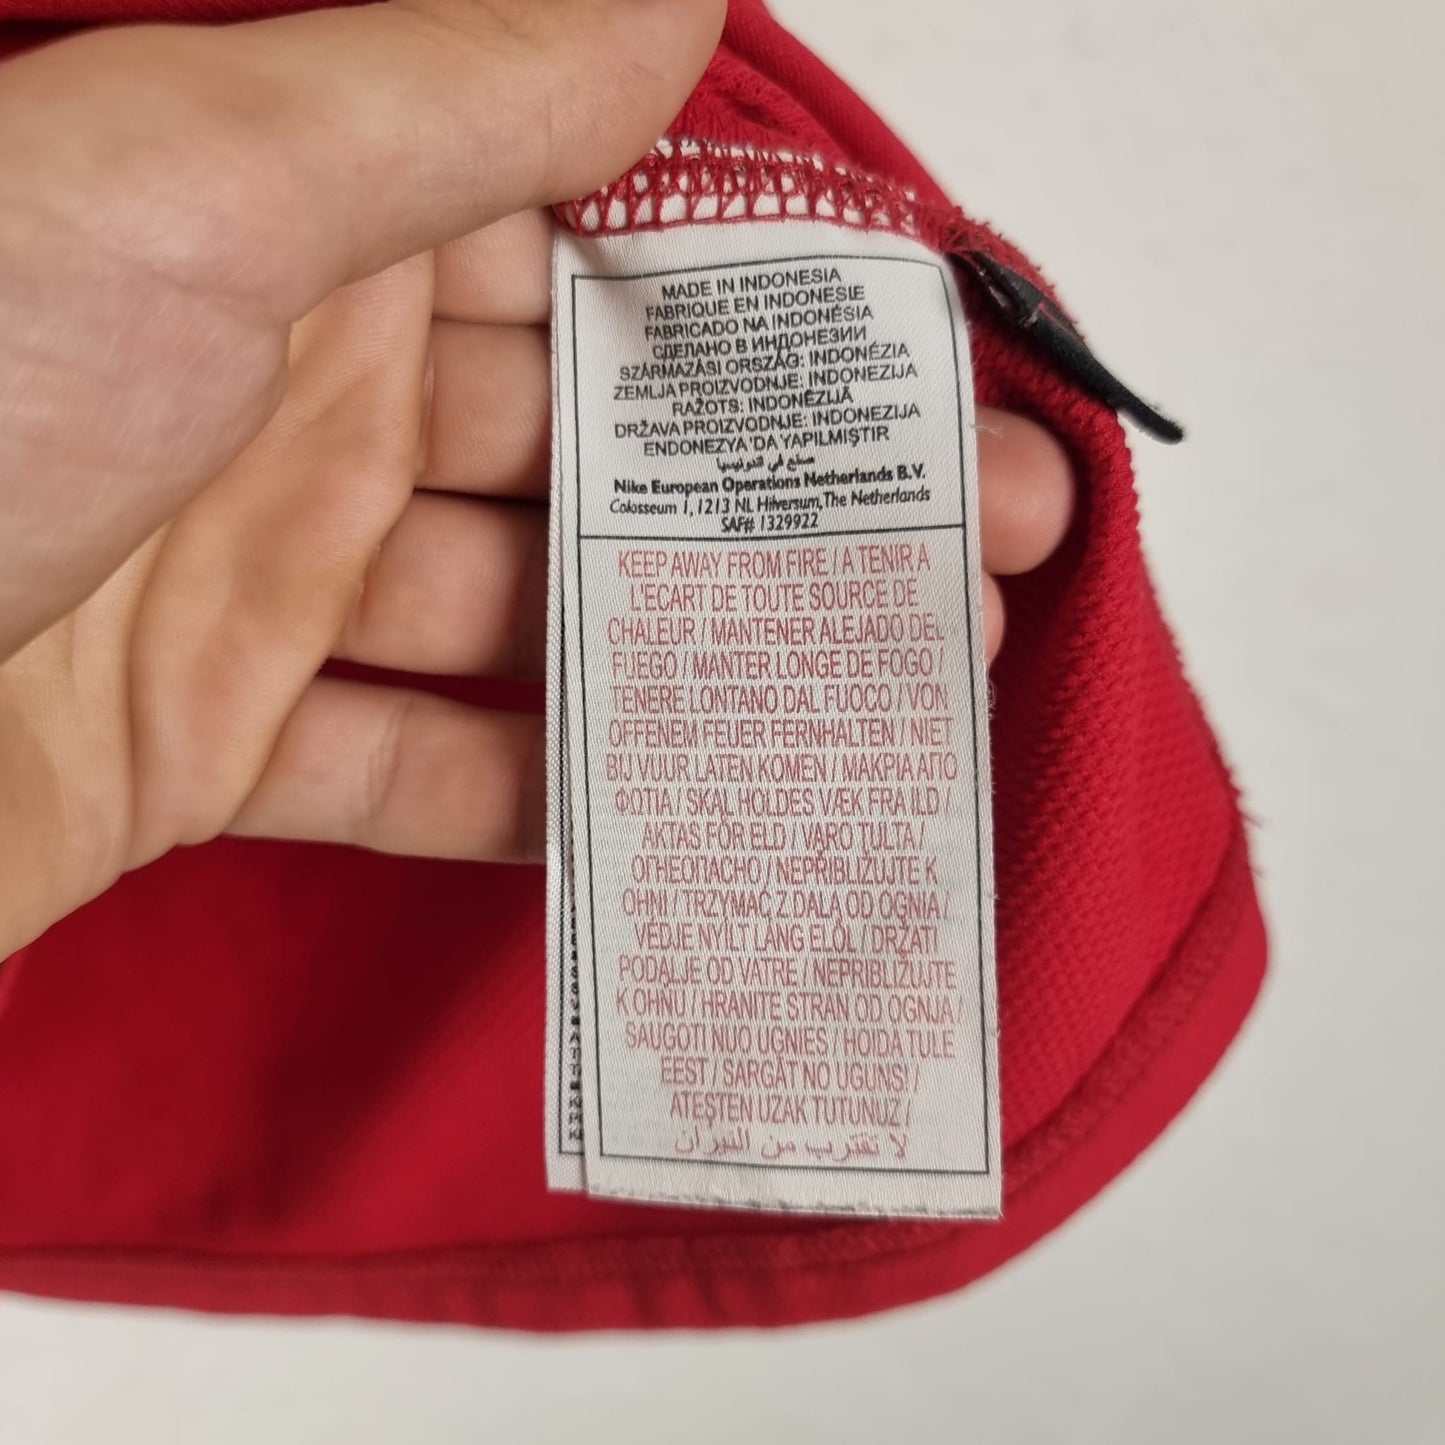 MADE IN INDONESIA
FABRIQUE EN INDONESIE
FABRICADO NA INDONÉSIA
СДЕЛАНО В ИНДОНЕЗИИ
SZÁRMAZÁSI ORSZÁG: INDONÉZIA
ZEMLJA PROIZVODNJE: INDONEZIJA
RAŽOTS: INDONĒZIJĀ
DRŽAVA PROIZVODNJE: INDONEZIJA
ENDONEZYA'DA YAPILMIŞTIR
صنع في اندونيسيا
Nike European Operations Netherlands B.V.
Colosseum 1, 1213 NL Hilversum, The Netherlands
SAF# 1329922
KEEP AWAY FROM FIRE / A TENIR A
L'ECART DE TOUTE SOURCE DE
CHALEUR / MANTENER ALEJADO DEL
FUEGO / MANTER LONGE DE FOGO /
TENERE LONTANO DAL FUOCO / VON
OFFENEM FEUER FERNHALTEN / NIET
BIJ VUUR LATEN KOMEN / ΜΑΚΡΙΑ ΑΠΟ
ΦΩΤΙΑ / SKAL HOLDES VÆK FRA ILD /
AKTAS FÖR ELD / VARO TULTA /
ОГНЕОПАСНО / NEPRIBLIŽUJTE K
OHNI / TRZYMAĆ Z DALA OD OGNIA /
VÉDJE NYÍLT LÁNG ELŐL / DRŽATI
PODALJE OD VATRE / NEPRIBLIŽUJTE
K OHŇU / HRANITE STRAN OD OGNJA /
SAUGOTI NUO UGNIES / HOIDA TULE
EEST / SARGĀT NO UGUNS! /
ATEŞTEN UZAK TUTUNUZ /
لا تقترب من النيران